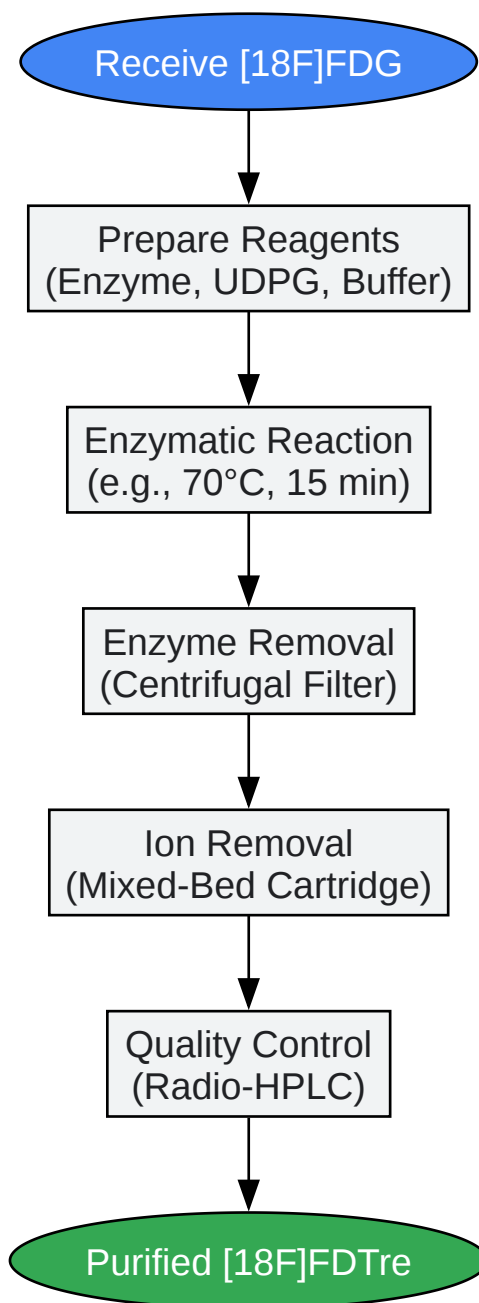 Receive [18F]FDG
Prepare Reagents
(Enzyme, UDPG, Buffer)
Enzymatic Reaction
(e.g., 70°C, 15 min)
Enzyme Removal
(Centrifugal Filter)
Ion Removal
(Mixed-Bed Cartridge)
Quality Control
(Radio-HPLC)
Purified [18F]FDTre